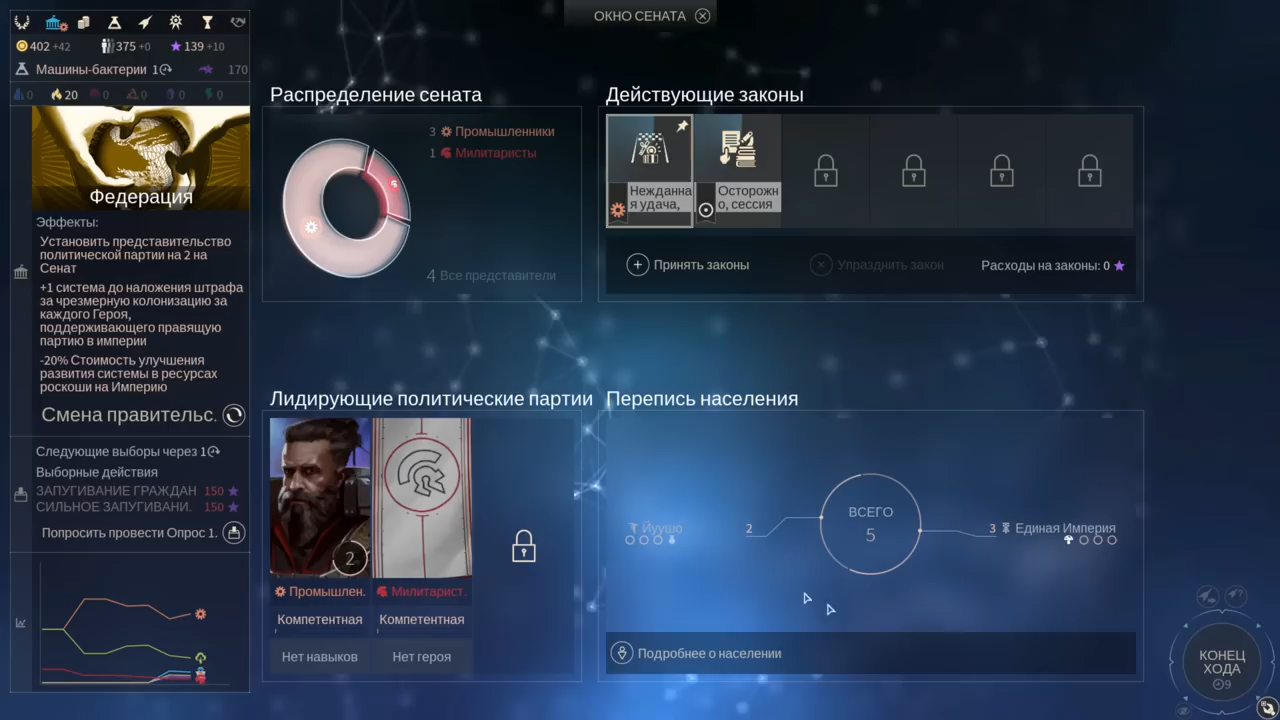 ОКНО СЕНАТА
402 +42
375 +0
139 +10
Машины-бактерии 1
170
0
20
0
0
0
0
Федерация
Эффекты:
Установить представительство
политической партии на 2 на
Сенат
+1 система до наложения штрафа
за чрезмерную колонизацию за
каждого Героя,
поддерживающего правящую
партию в империи
-20% Стоимость улучшения
развития системы в ресурсах
роскоши на Империю
Смена правительс.
Следующие выборы через 1
Выборные действия
ЗАПУГИВАНИЕ ГРАЖДАН 150
СИЛЬНОЕ ЗАПУГИВАНИ. 150
Попросить провести Опрос 1.
Распределение сената
3 Промышленники
1 Милитаристы
4 Все представители
Действующие законы
Нежданна
я удача,
Осторожн
о, сессия
Принять законы
Упразднить закон
Расходы на законы: 0
Лидирующие политические партии
2
Промышлен.
Милитарист.
Компетентная
Компетентная
Нет навыков
Нет героя
Перепись населения
Йуушо
2
ВСЕГО
5
3 Единая Империя
Подробнее о населении
КОНЕЦ
ХОДА
9